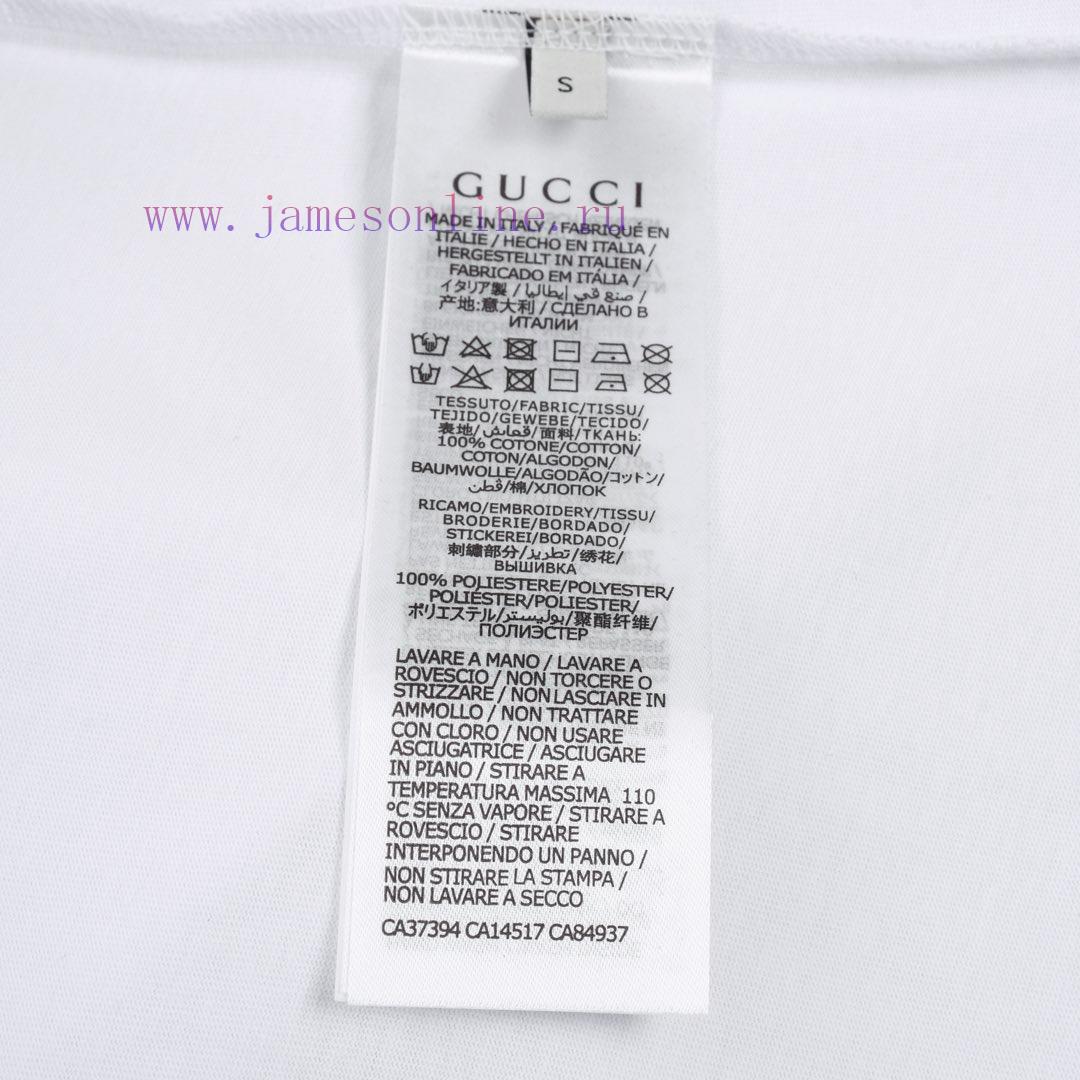 S
GUCCI
www.jamesonline.ru
MADE IN ITALY / FABRIQUÉ EN
ITALIE / HECHO EN ITALIA /
HERGESTELLT IN ITALIEN /
FABRICADO EM ITÁLIA /
イタリア製 / صنع في إيطاليا /
产地:意大利 / СДЕЛАНО В
ИТАЛИИ
TESSUTO/FABRIC/TISSU/
TEJIDO/GEWEBE/TECIDO/
表地/قماش/面料/ТКАНЬ:
100% COTONE/COTTON/
COTON/ALGODON/
BAUMWOLLE/ALGODÃO/コットン/
قطن/棉/ХЛОПОК
RICAMO/EMBROIDERY/TISSU/
BRODERIE/BORDADO/
STICKEREI/BORDADO/
刺繍部分/تطريز/绣花/
ВЫШИВКА
100% POLIESTERE/POLYESTER/
POLIÉSTER/POLIESTER/
ポリエステル/بوليستر/聚酯纤维/
ПОЛИЭСТЕР
LAVARE A MANO / LAVARE A
ROVESCIO / NON TORCERE O
STRIZZARE / NON LASCIARE IN
AMMOLLO / NON TRATTARE
CON CLORO / NON USARE
ASCIUGATRICE / ASCIUGARE
IN PIANO / STIRARE A
TEMPERATURA MASSIMA 110
°C SENZA VAPORE / STIRARE A
ROVESCIO / STIRARE
INTERPONENDO UN PANNO /
NON STIRARE LA STAMPA /
NON LAVARE A SECCO
CA37394 CA14517 CA84937